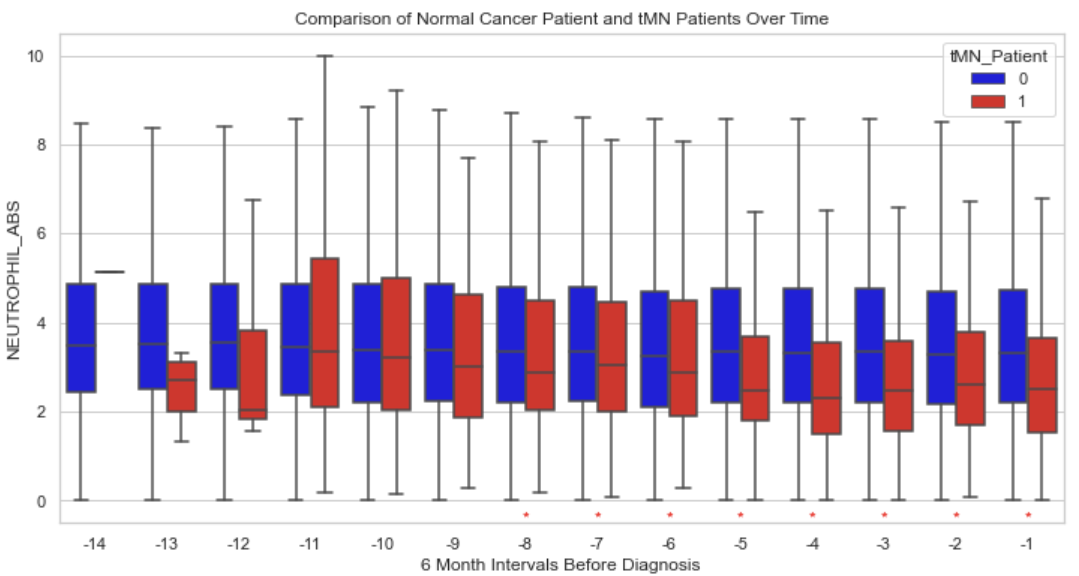 Comparison of Normal Cancer Patient and tMN Patients Over Time
tMN_Patient
0
1
NEUTROPHIL_ABS
10
8
6
4
2
0
* * * * * * * *
-14 -13 -12 -11 -10 -9 -8 -7 -6 -5 -4 -3 -2 -1
6 Month Intervals Before Diagnosis